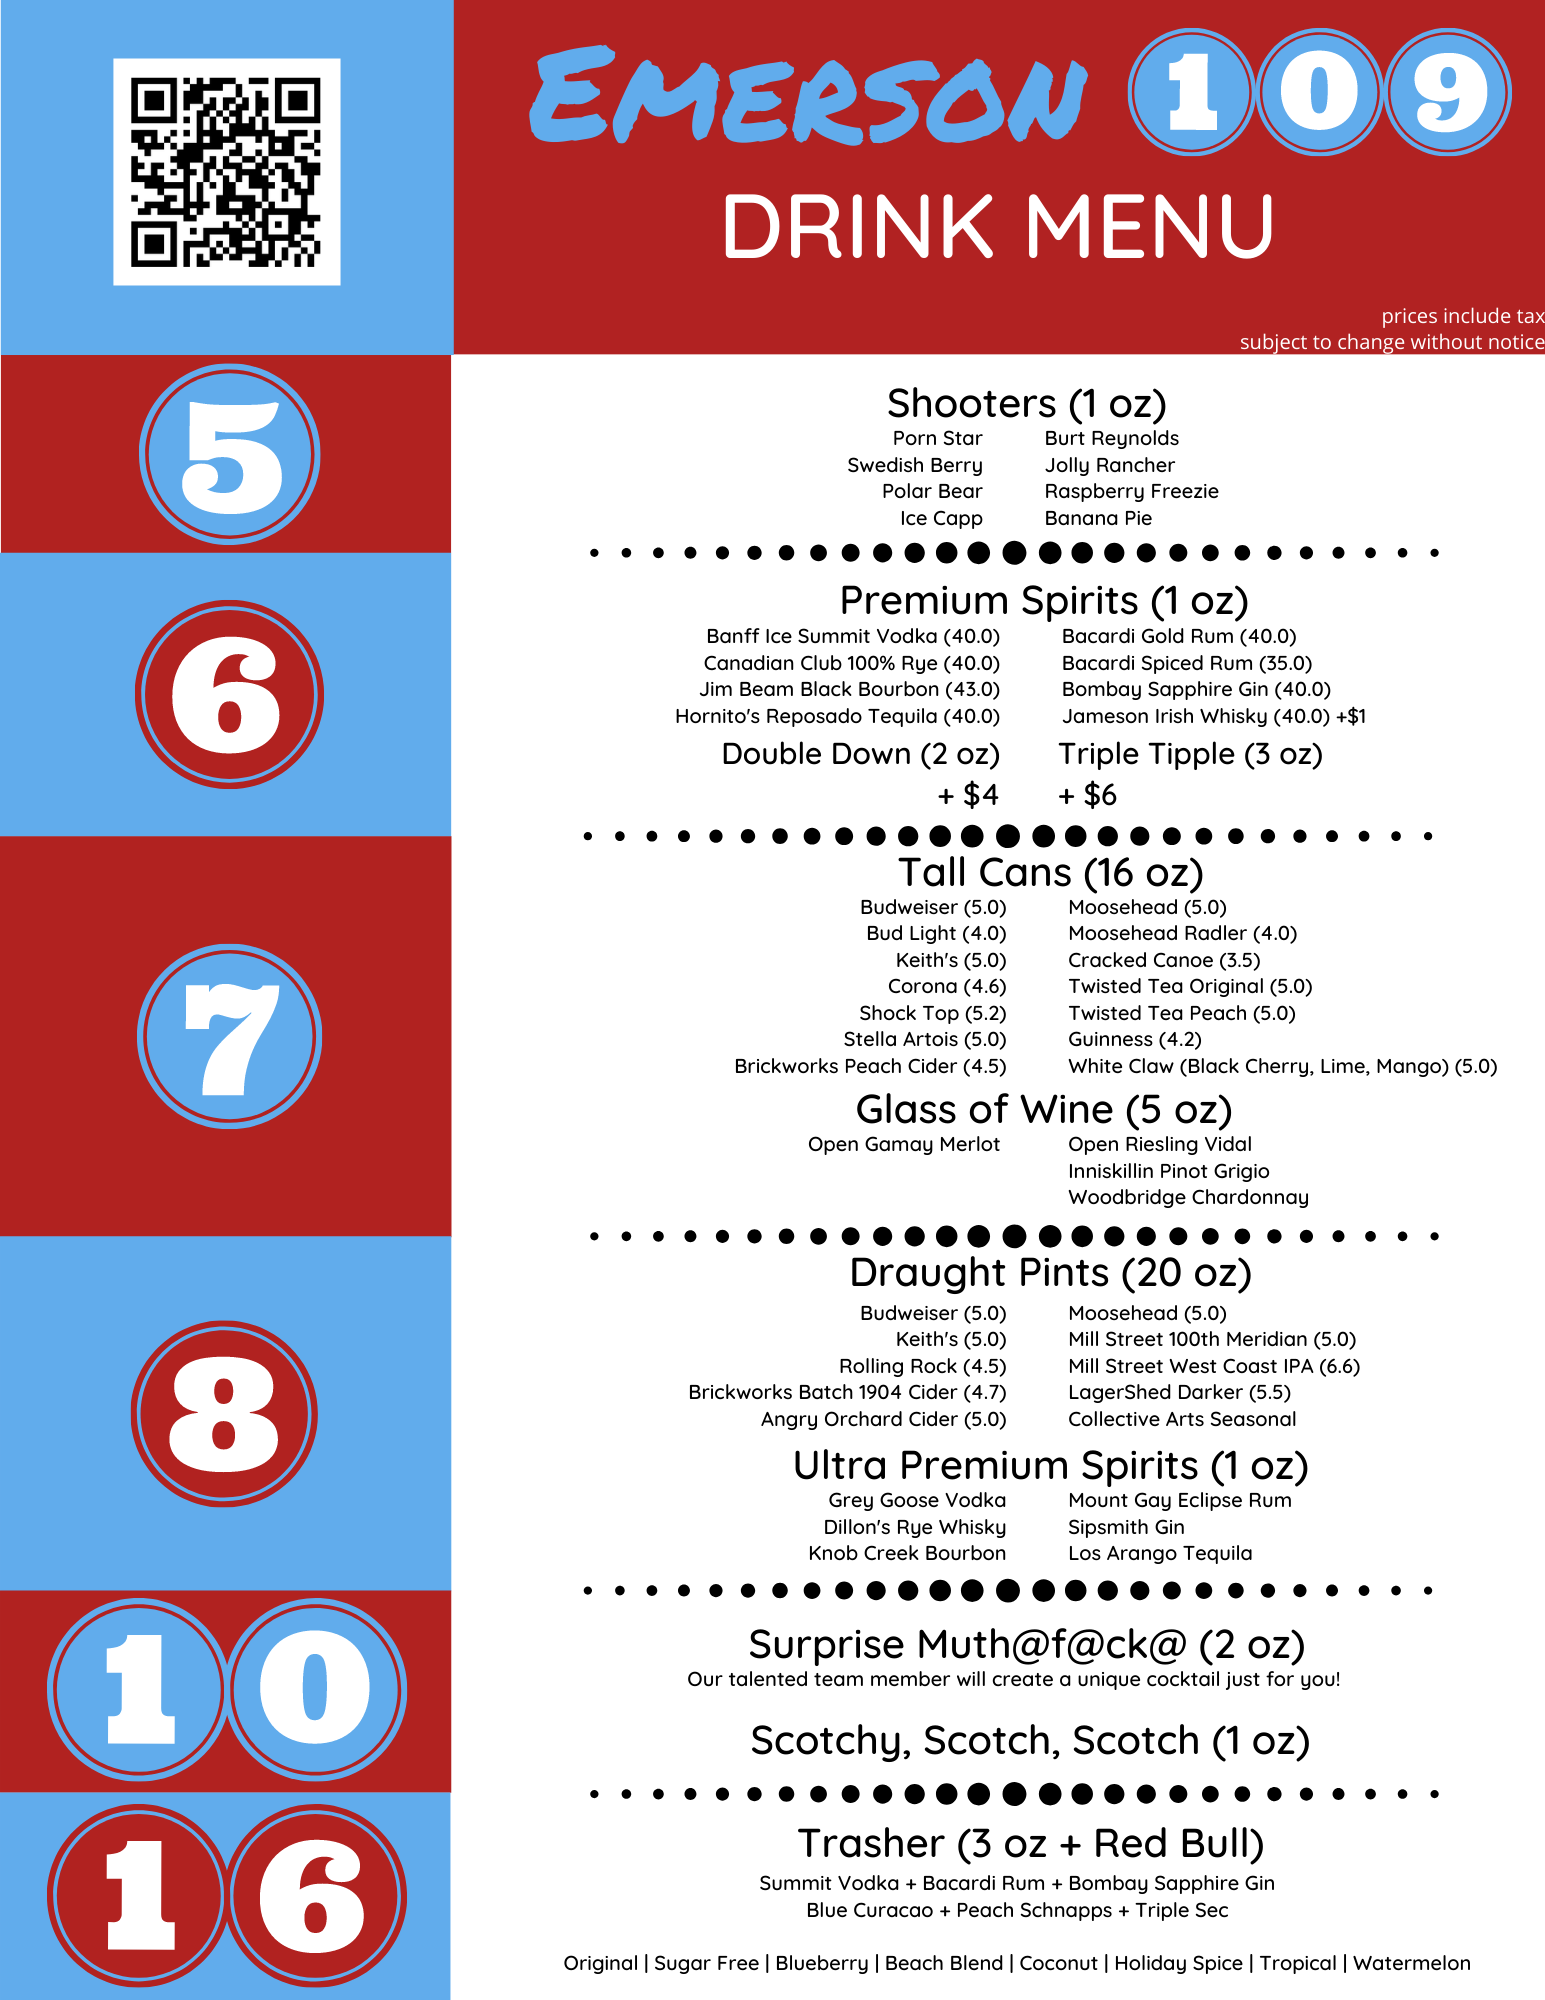 EMERSON 109
DRINK MENU
prices include tax
subject to change without notice
5
Shooters (1 oz)
Porn Star Burt Reynolds
Swedish Berry Jolly Rancher
Polar Bear Raspberry Freezie
Ice Capp Banana Pie
6
Premium Spirits (1 oz)
Banff Ice Summit Vodka (40.0) Bacardi Gold Rum (40.0)
Canadian Club 100% Rye (40.0) Bacardi Spiced Rum (35.0)
Jim Beam Black Bourbon (43.0) Bombay Sapphire Gin (40.0)
Hornito's Reposado Tequila (40.0) Jameson Irish Whisky (40.0) +$1
Double Down (2 oz) Triple Tipple (3 oz)
+ $4 + $6
7
Tall Cans (16 oz)
Budweiser (5.0) Moosehead (5.0)
Bud Light (4.0) Moosehead Radler (4.0)
Keith's (5.0) Cracked Canoe (3.5)
Corona (4.6) Twisted Tea Original (5.0)
Shock Top (5.2) Twisted Tea Peach (5.0)
Stella Artois (5.0) Guinness (4.2)
Brickworks Peach Cider (4.5) White Claw (Black Cherry, Lime, Mango) (5.0)
Glass of Wine (5 oz)
Open Gamay Merlot Open Riesling Vidal
Inniskillin Pinot Grigio
Woodbridge Chardonnay
8
Draught Pints (20 oz)
Budweiser (5.0) Moosehead (5.0)
Keith's (5.0) Mill Street 100th Meridian (5.0)
Rolling Rock (4.5) Mill Street West Coast IPA (6.6)
Brickworks Batch 1904 Cider (4.7) LagerShed Darker (5.5)
Angry Orchard Cider (5.0) Collective Arts Seasonal
Ultra Premium Spirits (1 oz)
Grey Goose Vodka Mount Gay Eclipse Rum
Dillon's Rye Whisky Sipsmith Gin
Knob Creek Bourbon Los Arango Tequila
10
Surprise Muth@f@ck@ (2 oz)
Our talented team member will create a unique cocktail just for you!
Scotchy, Scotch, Scotch (1 oz)
16
Trasher (3 oz + Red Bull)
Summit Vodka + Bacardi Rum + Bombay Sapphire Gin
Blue Curacao + Peach Schnapps + Triple Sec
Original | Sugar Free | Blueberry | Beach Blend | Coconut | Holiday Spice | Tropical | Watermelon